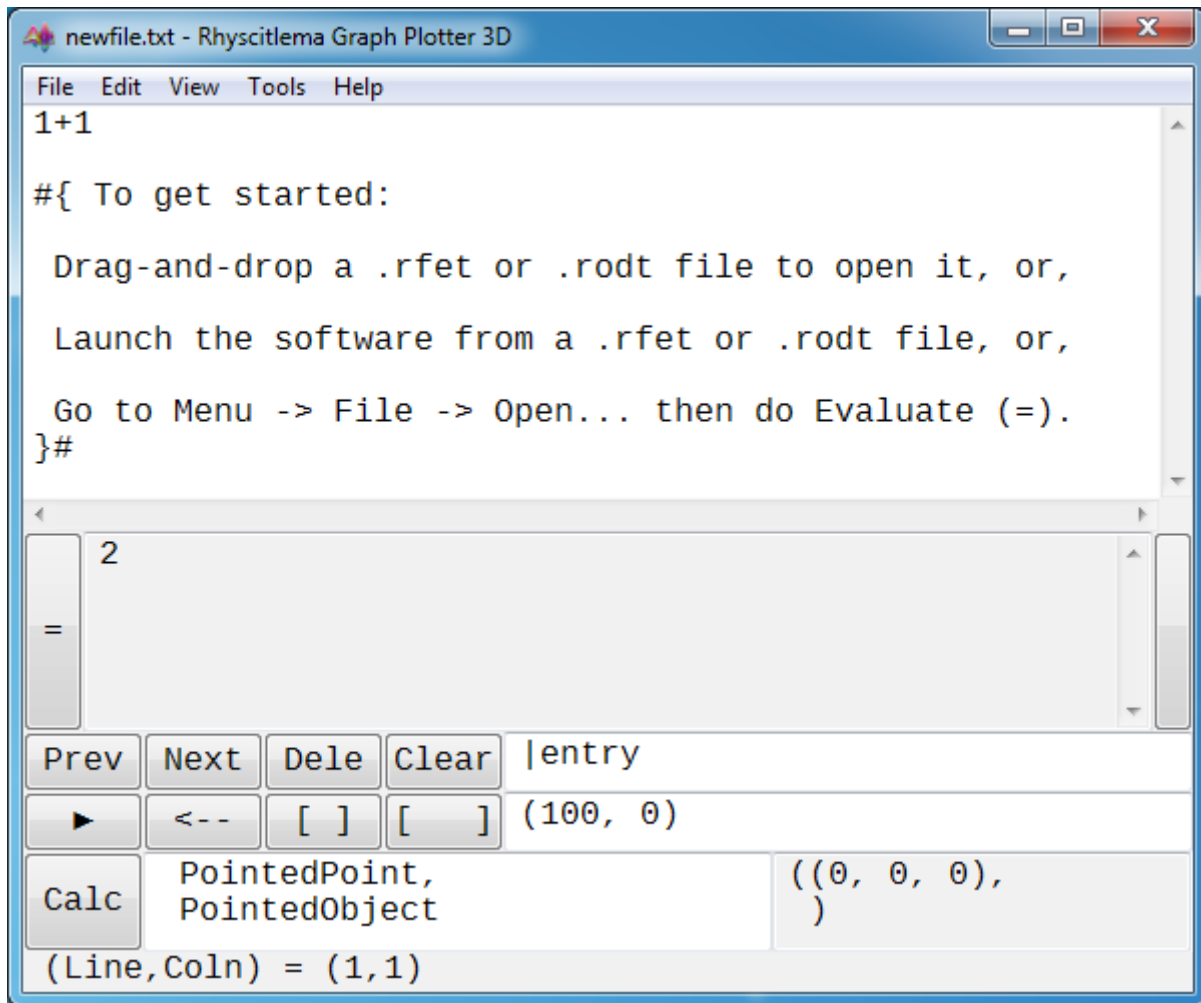 newfile.txt - Rhyscitlema Graph Plotter 3D
File Edit View Tools Help
1+1
#{ To get started:
Drag-and-drop a .rfet or .rodt file to open it, or,
Launch the software from a .rfet or .rodt file, or,
Go to Menu -> File -> Open... then do Evaluate (=).
}#
2
=
Prev Next Dele Clear |entry
► <-- [ ] [   ] (100, 0)
Calc
PointedPoint, ((0, 0, 0),
PointedObject )
(Line,Coln) = (1,1)